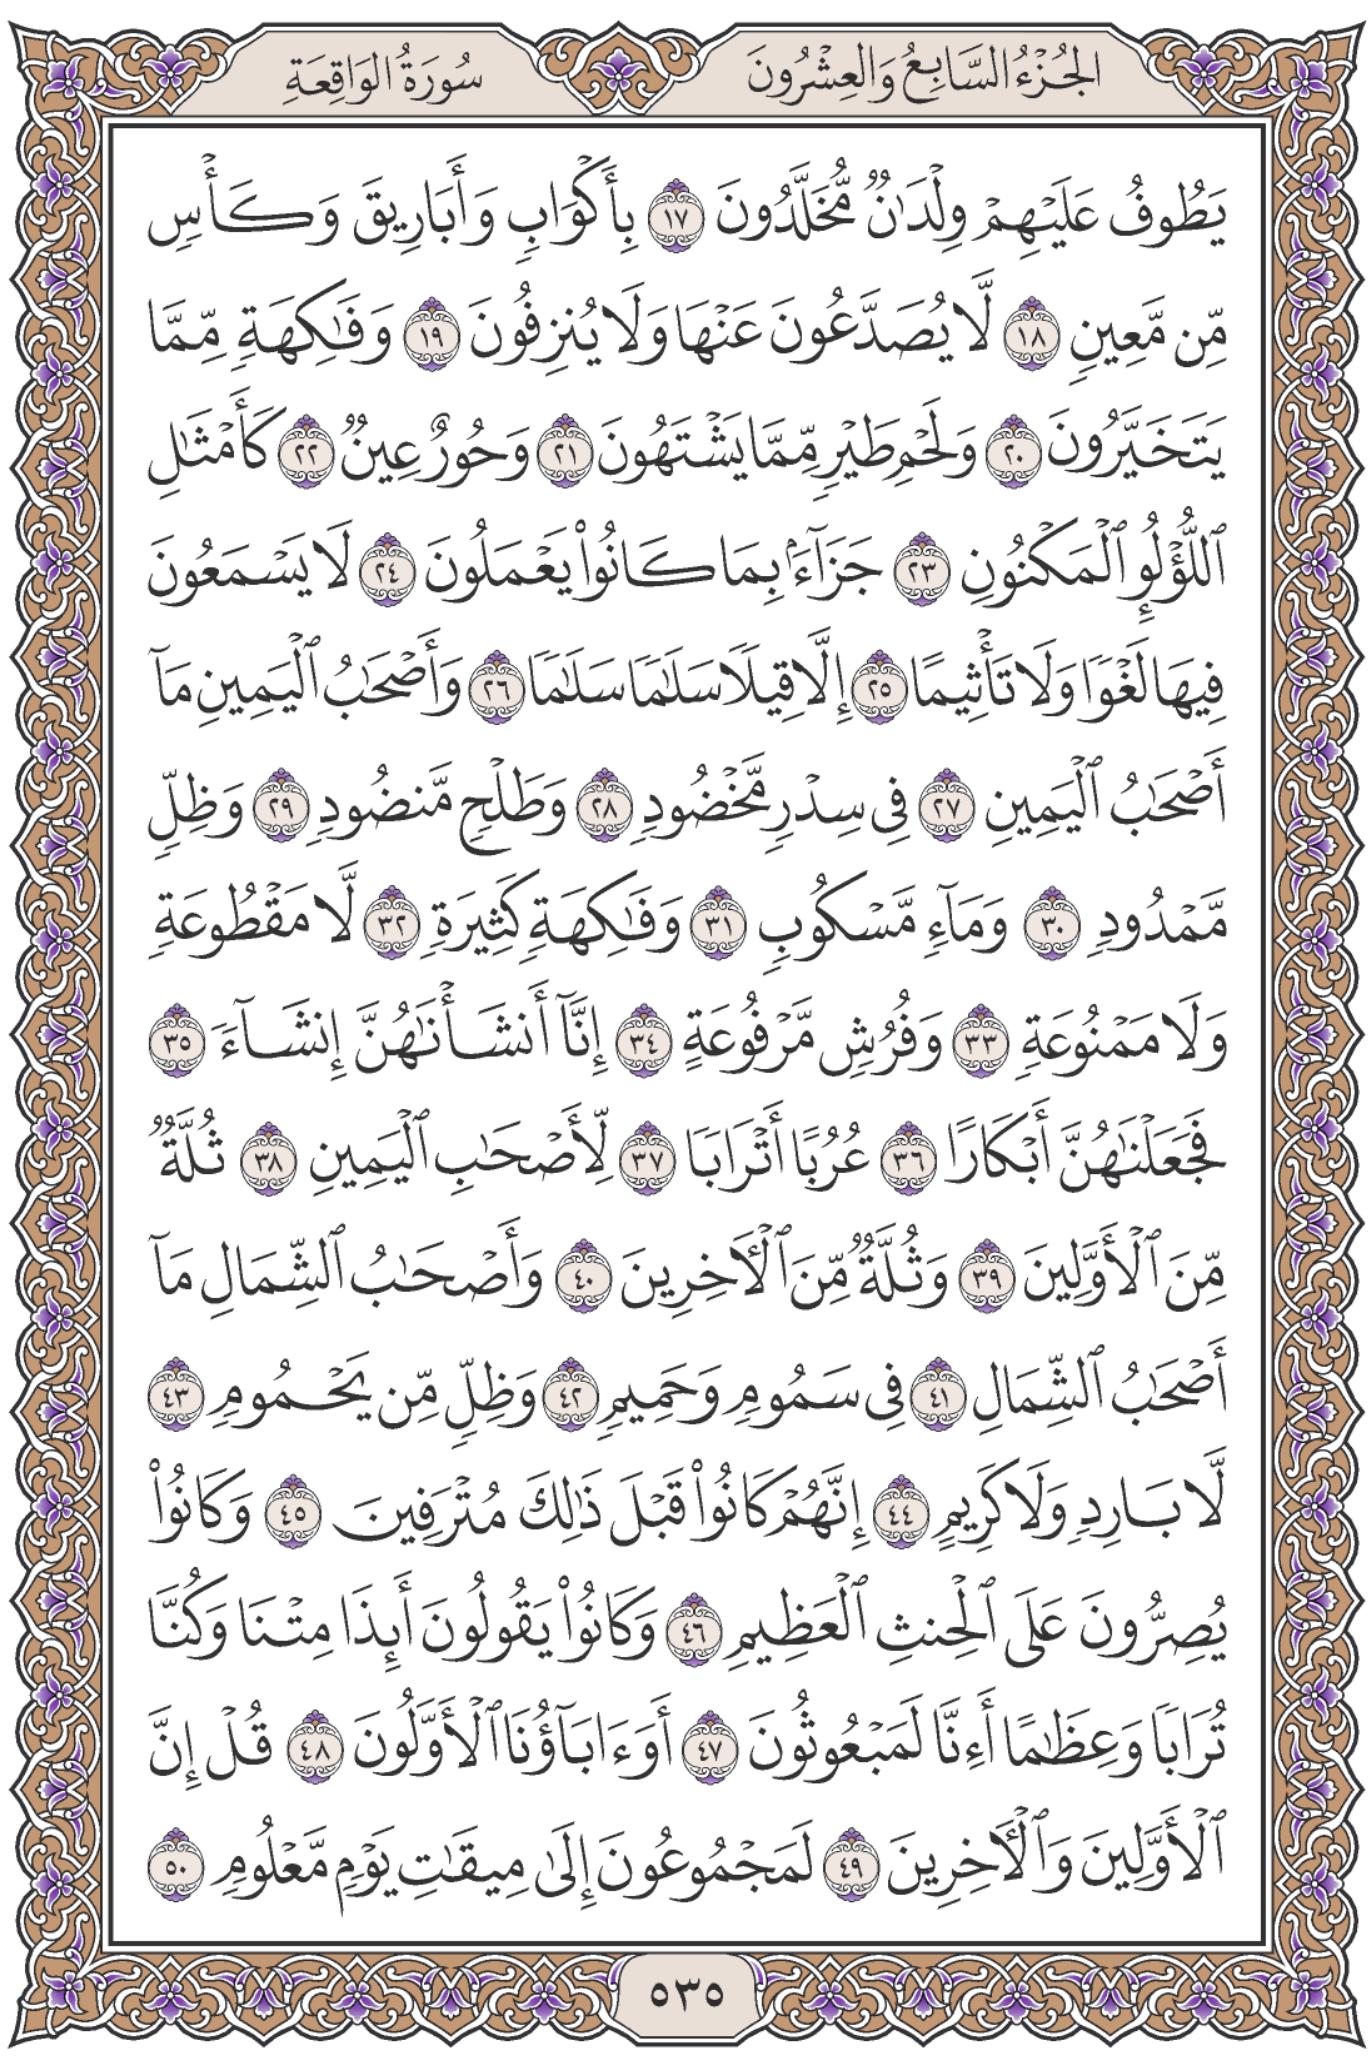 الجُزْءُ السَّابِعُ وَالعِشْرُونَ
سُورَةُ الوَاقِعَةِ
يَطُوفُ عَلَيۡهِمۡ وِلۡدَٰنٞ مُّخَلَّدُونَ ١٧ بِأَكۡوَابٖ وَأَبَارِيقَ وَكَأۡسٖ
مِّن مَّعِينٖ ١٨ لَّا يُصَدَّعُونَ عَنۡهَا وَلَا يُنزِفُونَ ١٩ وَفَٰكِهَةٖ مِّمَّا
يَتَخَيَّرُونَ ٢٠ وَلَحۡمِ طَيۡرٖ مِّمَّا يَشۡتَهُونَ ٢١ وَحُورٌ عِينٞ ٢٢ كَأَمۡثَٰلِ
ٱللُّؤۡلُوِٕ ٱلۡمَكۡنُونِ ٢٣ جَزَآءَۢ بِمَا كَانُواْ يَعۡمَلُونَ ٢٤ لَا يَسۡمَعُونَ
فِيهَا لَغۡوٗا وَلَا تَأۡثِيمًا ٢٥ إِلَّا قِيلٗا سَلَٰمٗا سَلَٰمٗا ٢٦ وَأَصۡحَٰبُ ٱلۡيَمِينِ مَآ
أَصۡحَٰبُ ٱلۡيَمِينِ ٢٧ فِي سِدۡرٖ مَّخۡضُودٖ ٢٨ وَطَلۡحٖ مَّنضُودٖ ٢٩ وَظِلّٖ
مَّمۡدُودٖ ٣٠ وَمَآءٖ مَّسۡكُوبٖ ٣١ وَفَٰكِهَةٖ كَثِيرَةٖ ٣٢ لَّا مَقۡطُوعَةٖ
وَلَا مَمۡنُوعَةٖ ٣٣ وَفُرُشٖ مَّرۡفُوعَةٍ ٣٤ إِنَّآ أَنشَأۡنَٰهُنَّ إِنشَآءٗ ٣٥
فَجَعَلۡنَٰهُنَّ أَبۡكَارًا ٣٦ عُرُبًا أَتۡرَابٗا ٣٧ لِّأَصۡحَٰبِ ٱلۡيَمِينِ ٣٨ ثُلَّةٞ
مِّنَ ٱلۡأَوَّلِينَ ٣٩ وَثُلَّةٞ مِّنَ ٱلۡأٓخِرِينَ ٤٠ وَأَصۡحَٰبُ ٱلشِّمَالِ مَآ
أَصۡحَٰبُ ٱلشِّمَالِ ٤١ فِي سَمُومٖ وَحَمِيمٖ ٤٢ وَظِلّٖ مِّن يَحۡمُومٖ ٤٣
لَّا بَارِدٖ وَلَا كَرِيمٍ ٤٤ إِنَّهُمۡ كَانُواْ قَبۡلَ ذَٰلِكَ مُتۡرَفِينَ ٤٥ وَكَانُواْ
يُصِرُّونَ عَلَى ٱلۡحِنثِ ٱلۡعَظِيمِ ٤٦ وَكَانُواْ يَقُولُونَ أَئِذَا مِتۡنَا وَكُنَّا
تُرَابٗا وَعِظَٰمًا أَءِنَّا لَمَبۡعُوثُونَ ٤٧ أَوَءَابَآؤُنَا ٱلۡأَوَّلُونَ ٤٨ قُلۡ إِنَّ
ٱلۡأَوَّلِينَ وَٱلۡأٓخِرِينَ ٤٩ لَمَجۡمُوعُونَ إِلَىٰ مِيقَٰتِ يَوۡمٖ مَّعۡلُومٖ ٥٠
٥٣٥